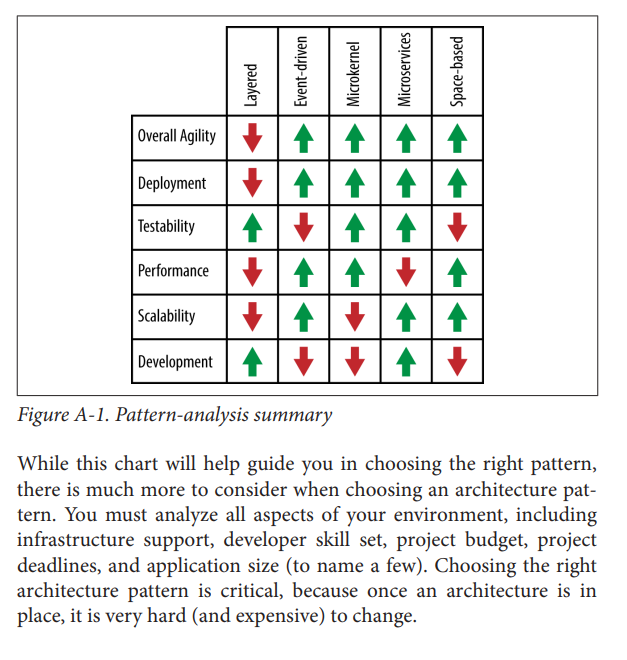 Layered
Event-driven
Microkernel
Microservices
Space-based
Overall Agility
Deployment
Testability
Performance
Scalability
Development
Figure A-1. Pattern-analysis summary
While this chart will help guide you in choosing the right pattern,
there is much more to consider when choosing an architecture pat-
tern. You must analyze all aspects of your environment, including
infrastructure support, developer skill set, project budget, project
deadlines, and application size (to name a few). Choosing the right
architecture pattern is critical, because once an architecture is in
place, it is very hard (and expensive) to change.